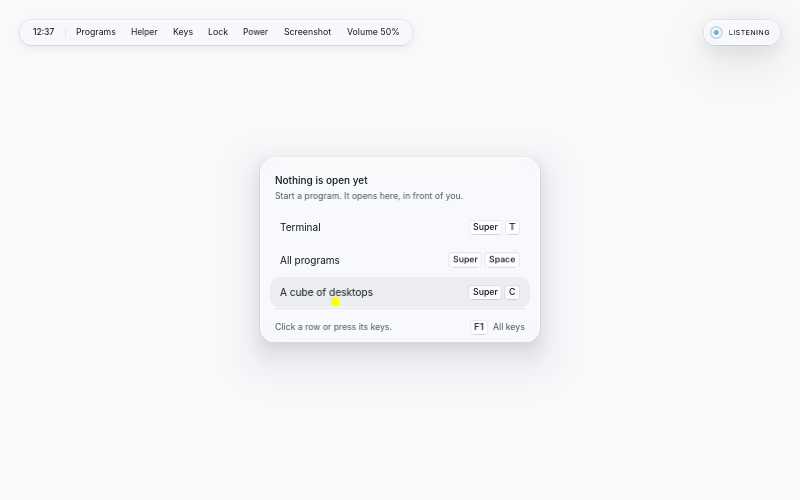 12:37 Programs Helper Keys Lock Power Screenshot Volume 50%
LISTENING
Nothing is open yet
Start a program. It opens here, in front of you.
Terminal Super T
All programs Super Space
A cube of desktops Super C
Click a row or press its keys. F1 All keys